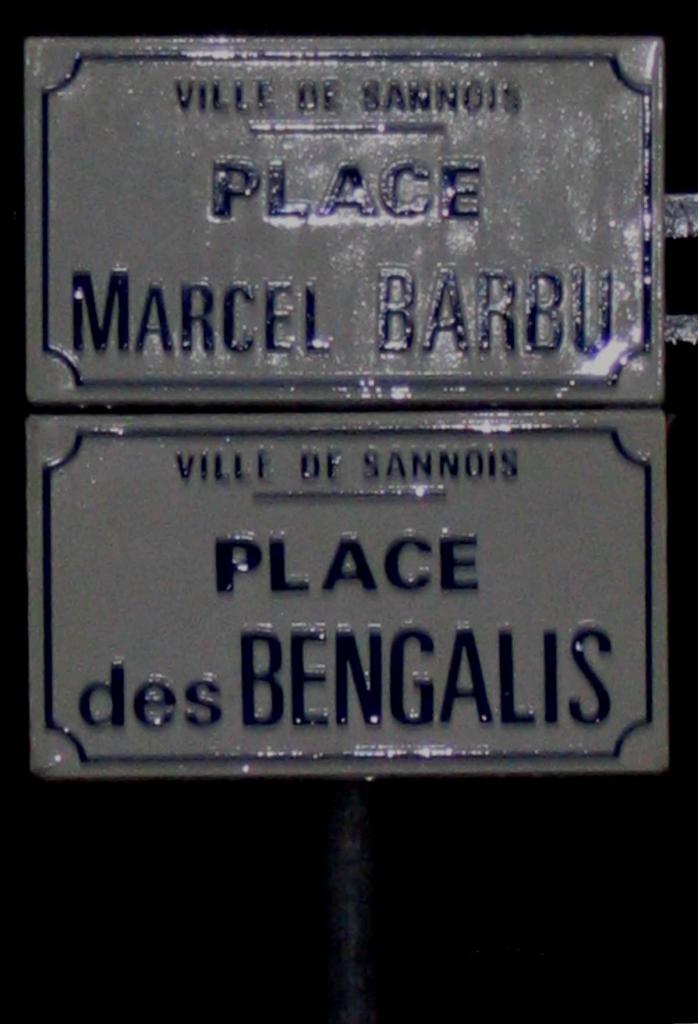 VILLE DE SANNOIS
PLACE
MARCEL BARBU
VILLE DE SANNOIS
PLACE
des BENGALIS